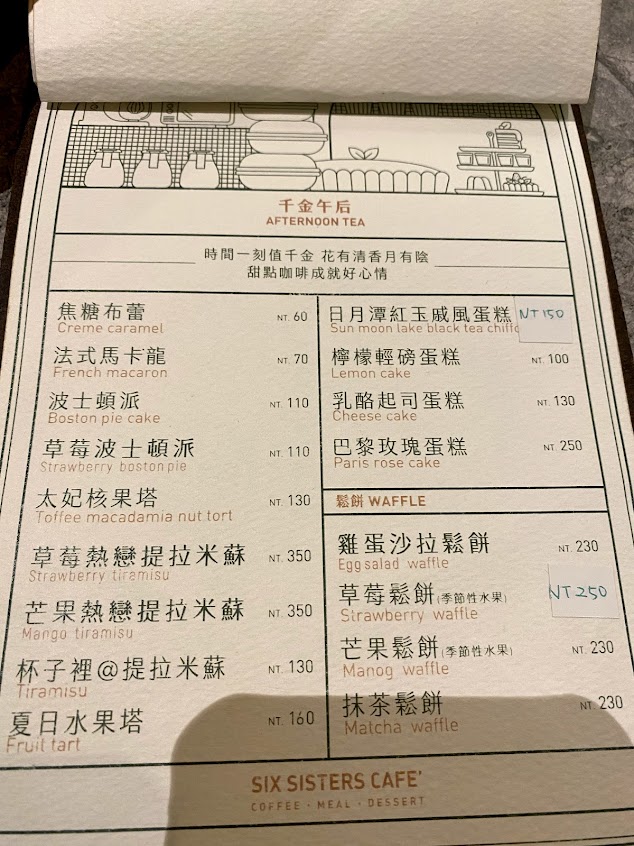 千金午后
AFTERNOON TEA
時間一刻值千金 花有清香月有陰
甜點咖啡成就好心情
焦糖布蕾 NT. 60
Creme caramel
法式馬卡龍 NT. 70
French macaron
波士頓派 NT. 110
Boston pie cake
草莓波士頓派 NT. 110
Strawberry boston pie
太妃核果塔 NT. 130
Toffee macadamia nut tort
草莓熱戀提拉米蘇 NT. 350
Strawberry tiramisu
芒果熱戀提拉米蘇 NT. 350
Mango tiramisu
杯子裡@提拉米蘇 NT. 130
Tiramisu
夏日水果塔 NT. 160
Fruit tart
日月潭紅玉戚風蛋糕 NT150
Sun moon lake black tea chiffo
檸檬輕磅蛋糕 NT. 100
Lemon cake
乳酪起司蛋糕 NT. 130
Cheese cake
巴黎玫瑰蛋糕 NT. 250
Paris rose cake
鬆餅 WAFFLE
雞蛋沙拉鬆餅 NT. 230
Egg salad waffle
草莓鬆餅(季節性水果) NT250
Strawberry waffle
芒果鬆餅(季節性水果) NT. 230
Manog waffle
抹茶鬆餅 NT. 230
Matcha waffle
SIX SISTERS CAFE'
COFFEE · MEAL · DESSERT